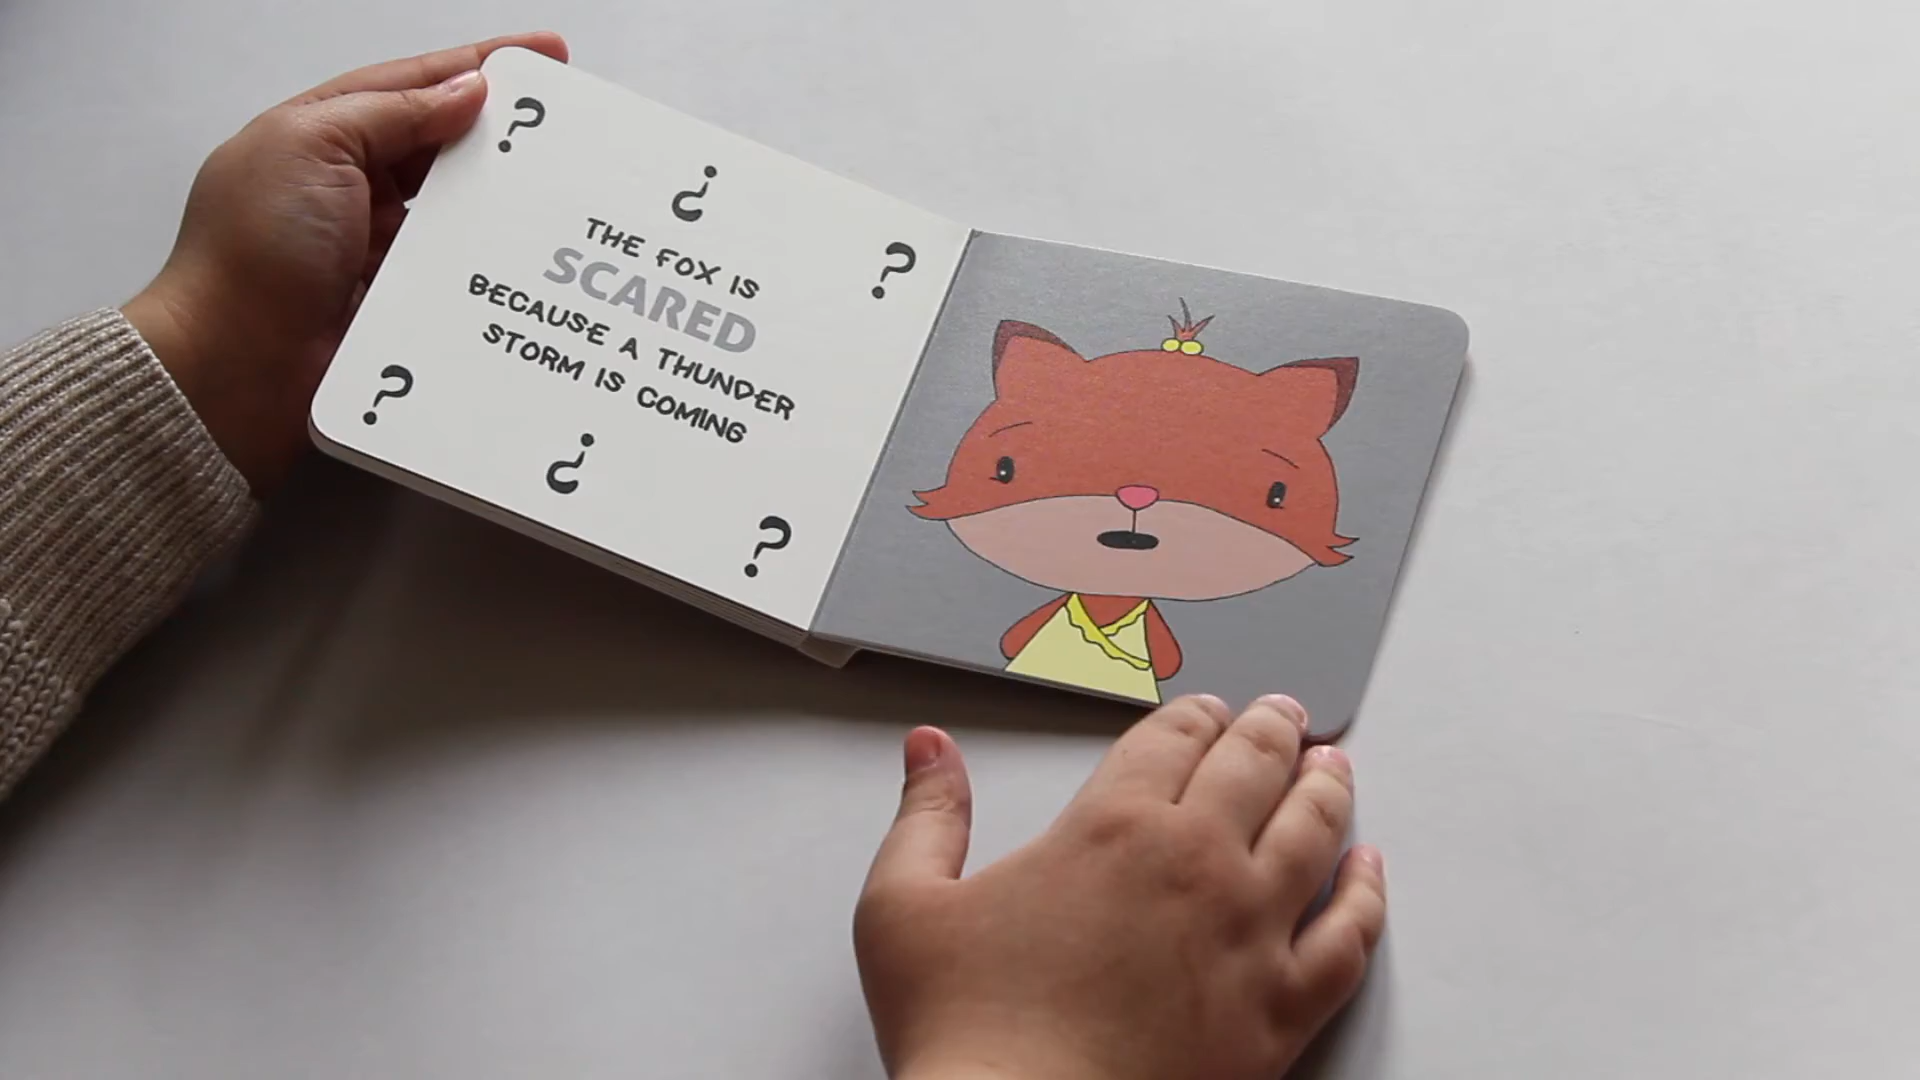 ? ¿ ?
THE FOX IS
SCARED
BECAUSE A THUNDER
STORM IS COMING
? ¿ ?